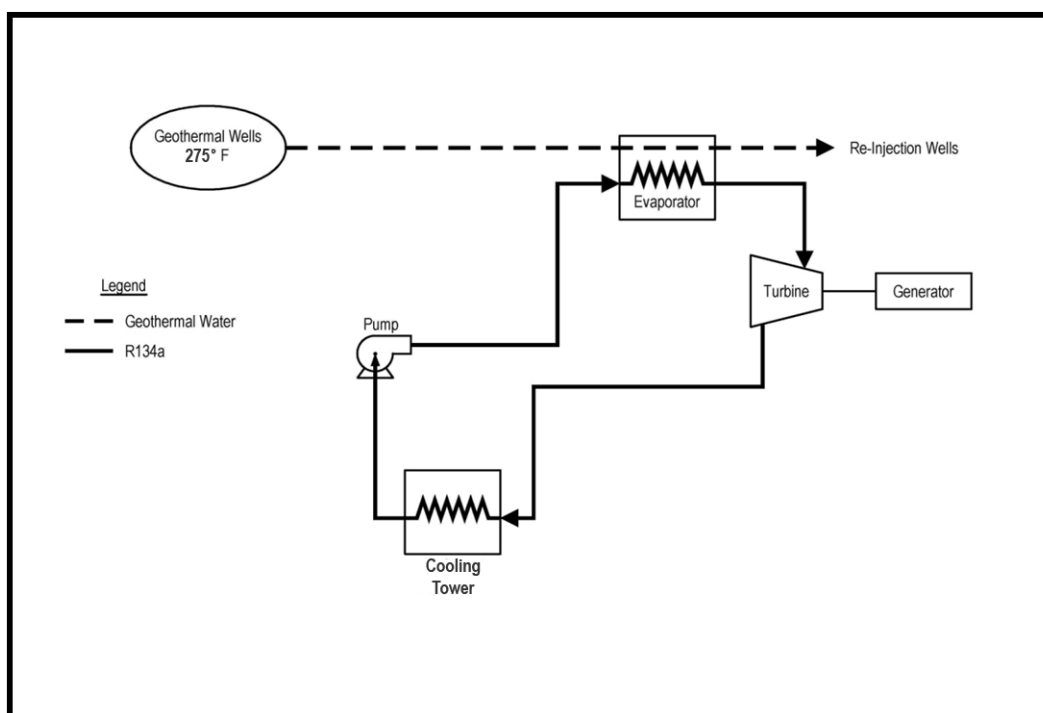 Geothermal Wells
275° F
Re-Injection Wells
Evaporator
Legend
Geothermal Water
R134a
Turbine
Generator
Pump
Cooling
Tower